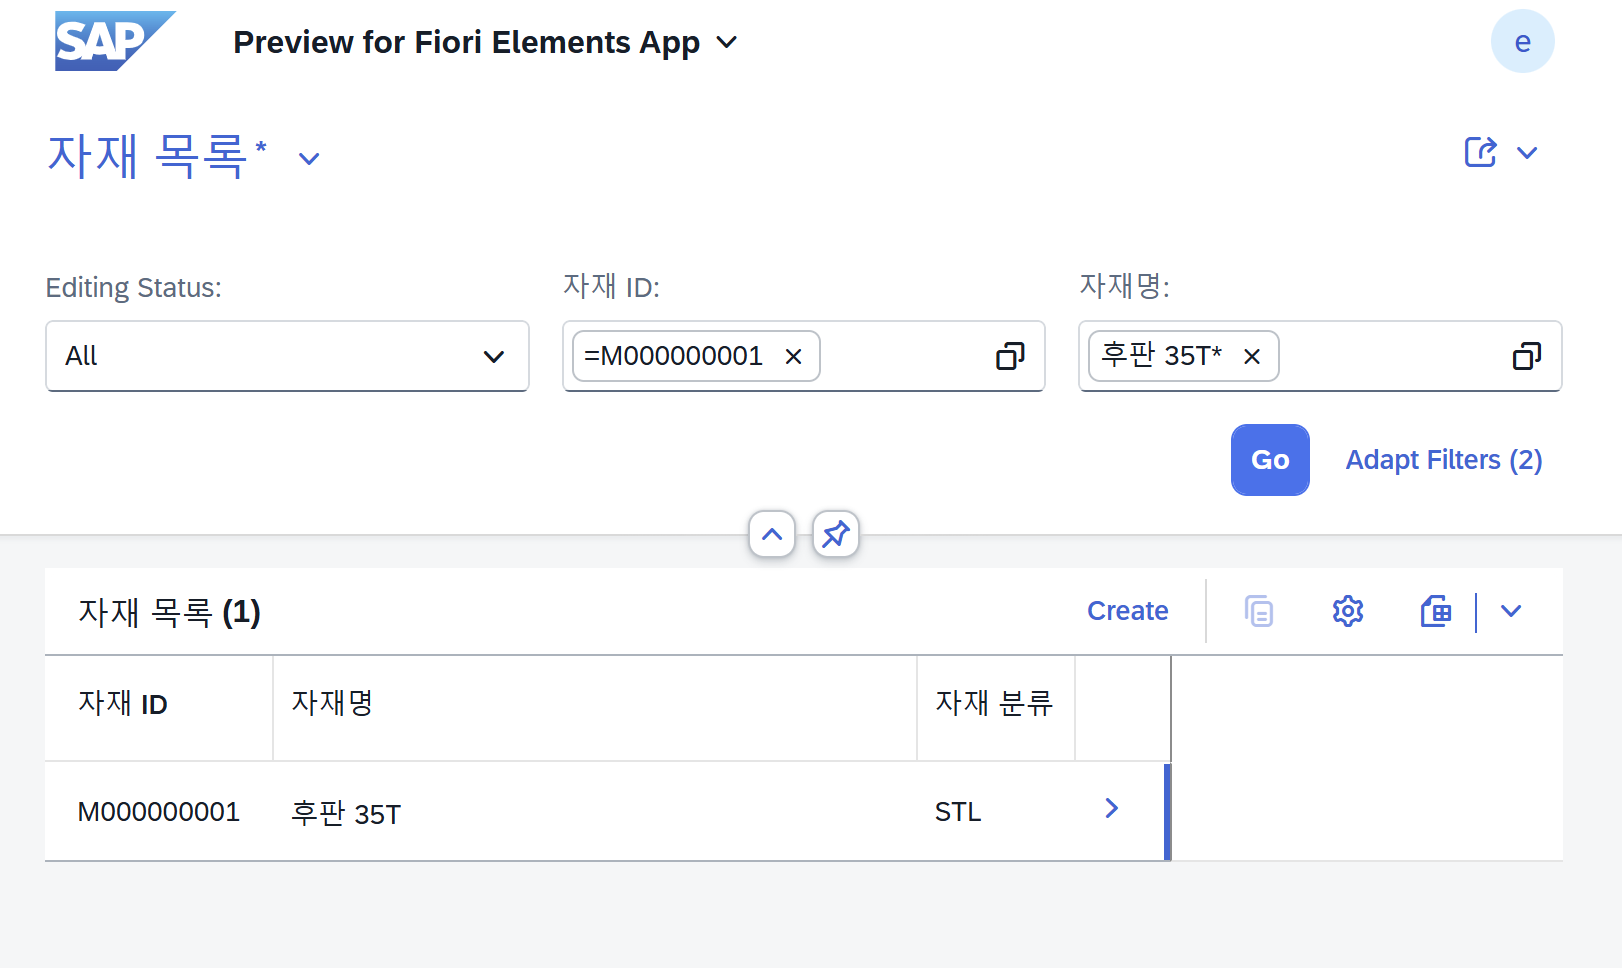 SAP
Preview for Fiori Elements App
e
자재 목록*
Editing Status:
자재 ID:
자재명:
All
=M000000001
후판 35T*
Go
Adapt Filters (2)
자재 목록 (1)
Create
자재 ID
자재명
자재 분류
M000000001
후판 35T
STL